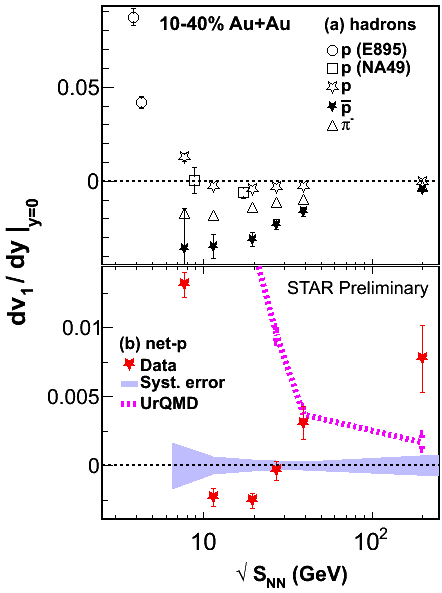 10-40% Au+Au
(a) hadrons
p (E895)
p (NA49)
p
p̅
π⁻
0.05
0
dv₁ / dy |y=0
STAR Preliminary
0.01
(b) net-p
Data
Syst. error
UrQMD
0.005
0
10
10²
√ SNN (GeV)